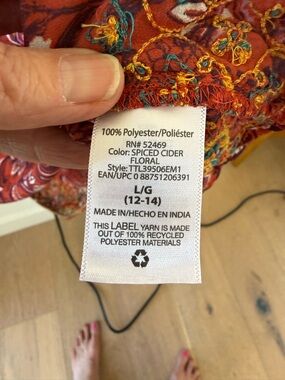 100% Polyester/Poliéster
RN# 52469
Color: SPICED CIDER
FLORAL
Style: TTL39506EM1
EAN/UPC 0 88751206391
L/G
(12-14)
MADE IN/HECHO EN INDIA
THIS LABEL YARN IS MADE
OUT OF 100% RECYCLED
POLYESTER MATERIALS